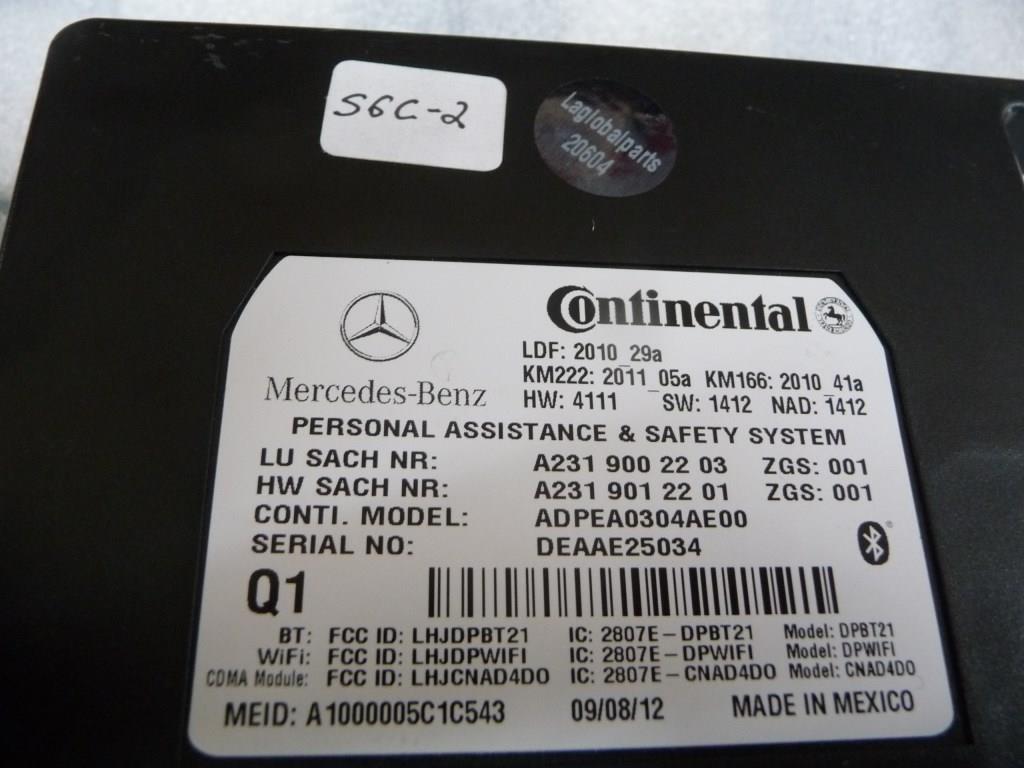 S6C-2
Laglobalparts
20604
Continental
Mercedes-Benz
LDF: 2010_29a
KM222: 2011_05a KM166: 2010_41a
HW: 4111 SW: 1412 NAD: 1412
PERSONAL ASSISTANCE & SAFETY SYSTEM
LU SACH NR: A231 900 22 03 ZGS: 001
HW SACH NR: A231 901 22 01 ZGS: 001
CONTI. MODEL: ADPEA0304AE00
SERIAL NO: DEAAE25034
Q1
BT: FCC ID: LHJDPBT21 IC: 2807E-DPBT21 Model: DPBT21
WiFi: FCC ID: LHJDPWIFI IC: 2807E-DPWIFI Model: DPWIFI
CDMA Module: FCC ID: LHJCNAD4DO IC: 2807E-CNAD4DO Model: CNAD4DO
MEID: A1000005C1C543 09/08/12 MADE IN MEXICO